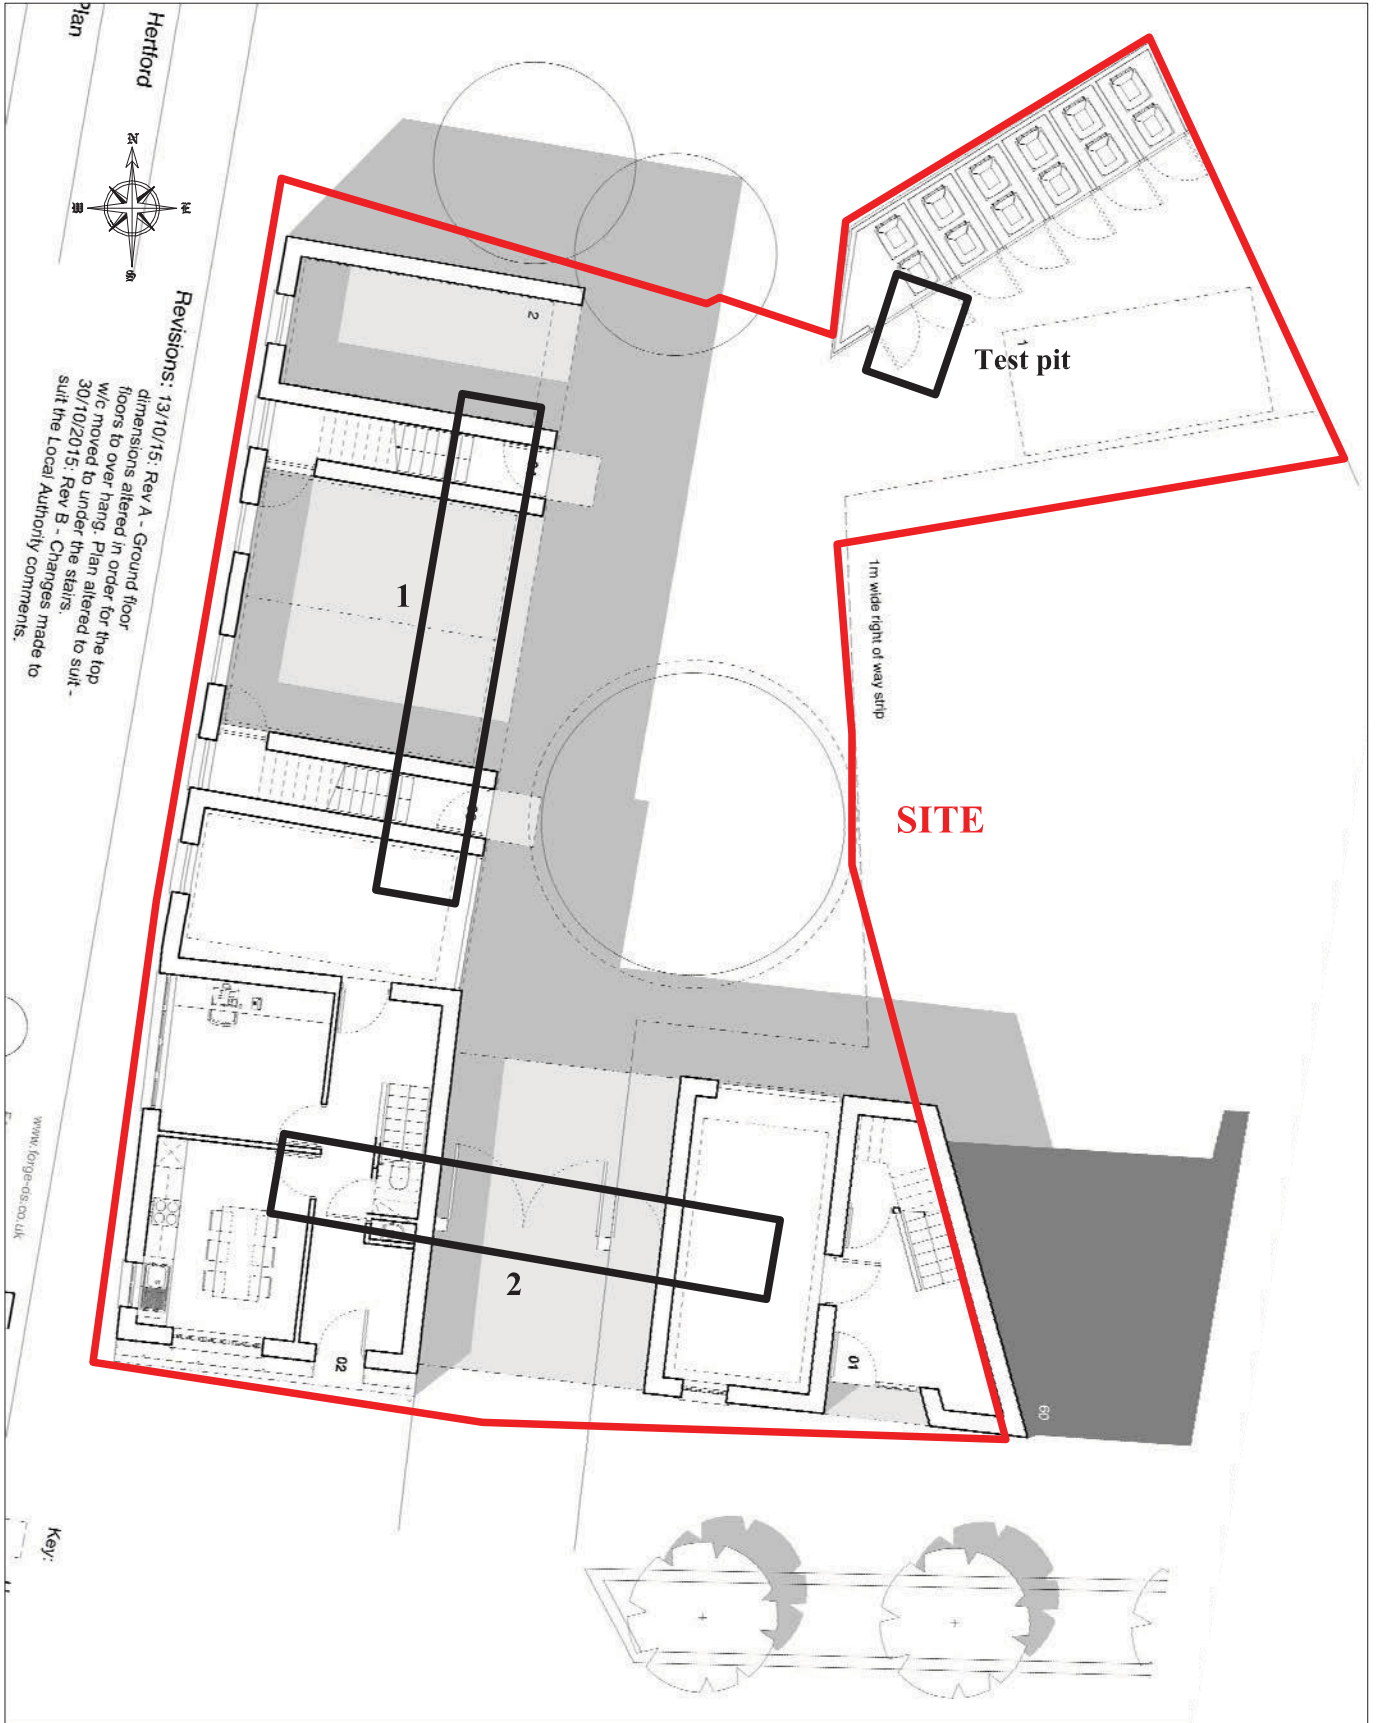 Hertford
Plan
N
E
S
W
Revisions: 13/10/15: Rev A - Ground floor
dimensions altered in order for the top
floors to over hang. Plan altered to suit -
w/c moved to under the stairs.
30/10/2015: Rev B - Changes made to
suit the Local Authority comments.
2
1
Test pit
1
1m wide right of way strip
SITE
2
02
01
60
www.forge-os.co.uk
Key: